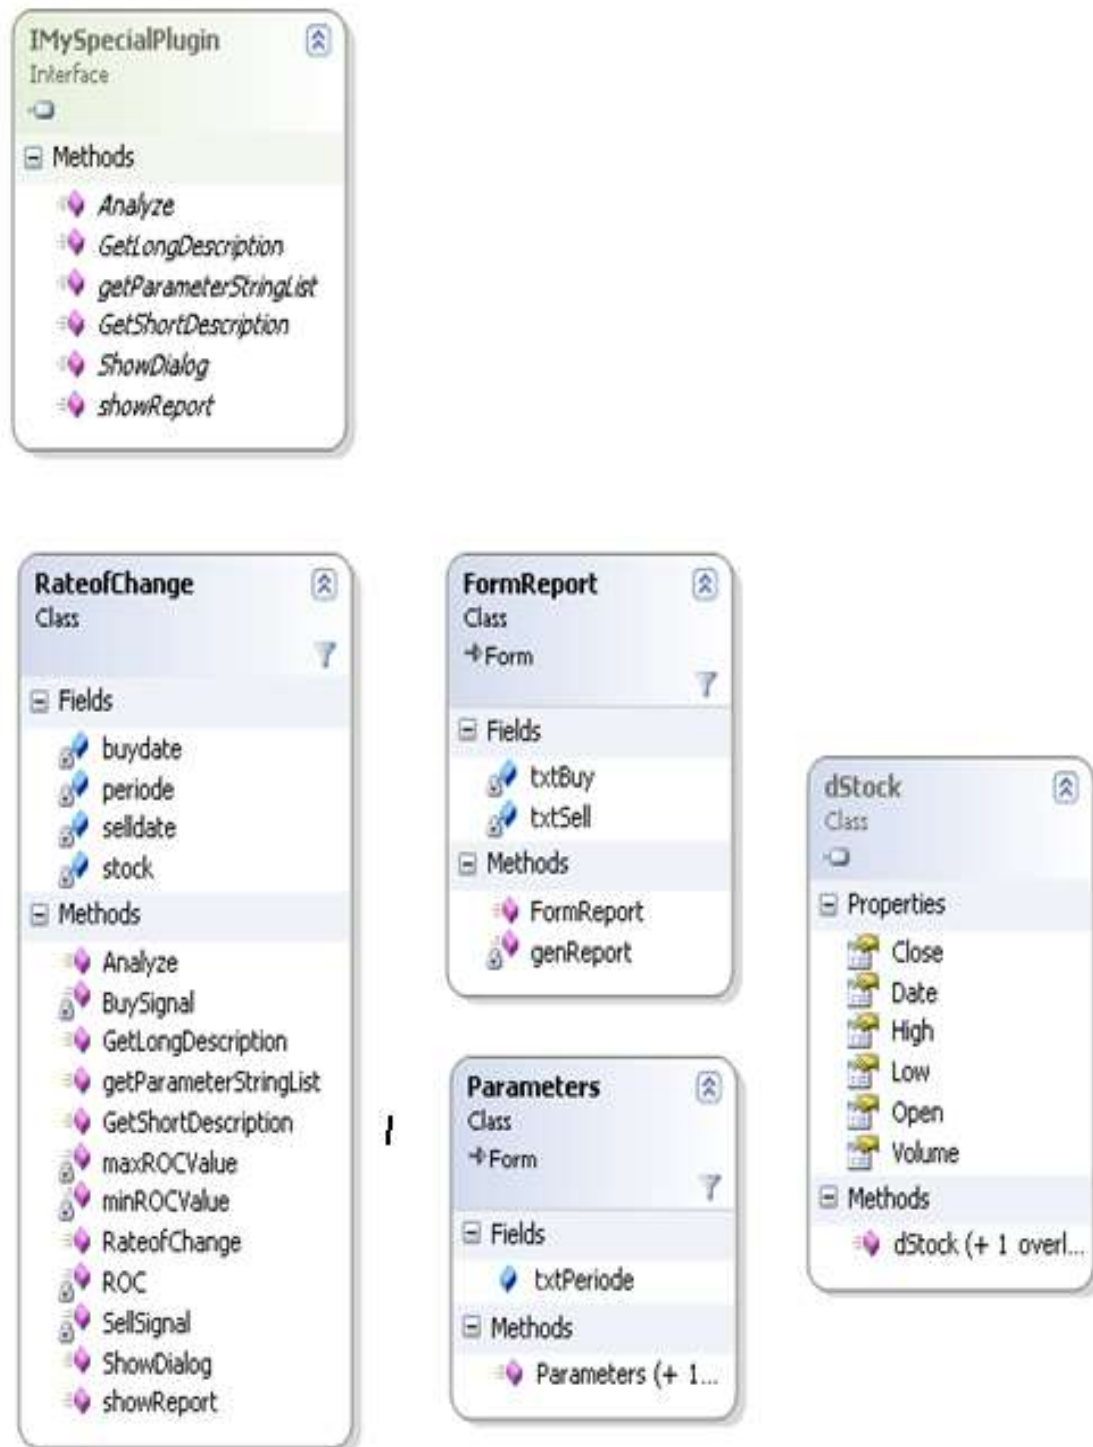 IMySpecialPlugin
Interface
Methods
Analyze
GetLongDescription
getParameterStringList
GetShortDescription
ShowDialog
showReport
RateofChange
Class
Fields
buydate
periode
selldate
stock
Methods
Analyze
BuySignal
GetLongDescription
getParameterStringList
GetShortDescription
maxROCValue
minROCValue
RateofChange
ROC
SellSignal
ShowDialog
showReport
FormReport
Class
Form
Fields
txtBuy
txtSell
Methods
FormReport
genReport
Parameters
Class
Form
Fields
txtPeriode
Methods
Parameters (+ 1...
dStock
Class
Properties
Close
Date
High
Low
Open
Volume
Methods
dStock (+ 1 overl...